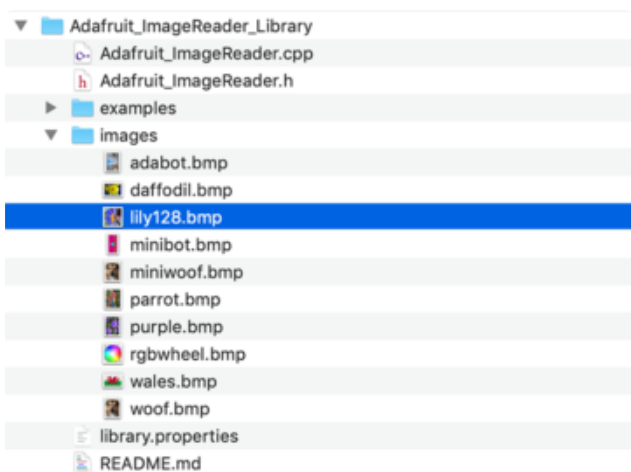 Adafruit_ImageReader_Library
Adafruit_ImageReader.cpp
Adafruit_ImageReader.h
examples
images
adabot.bmp
daffodil.bmp
lily128.bmp
minibot.bmp
miniwoof.bmp
parrot.bmp
purple.bmp
rgbwheel.bmp
wales.bmp
woof.bmp
library.properties
README.md